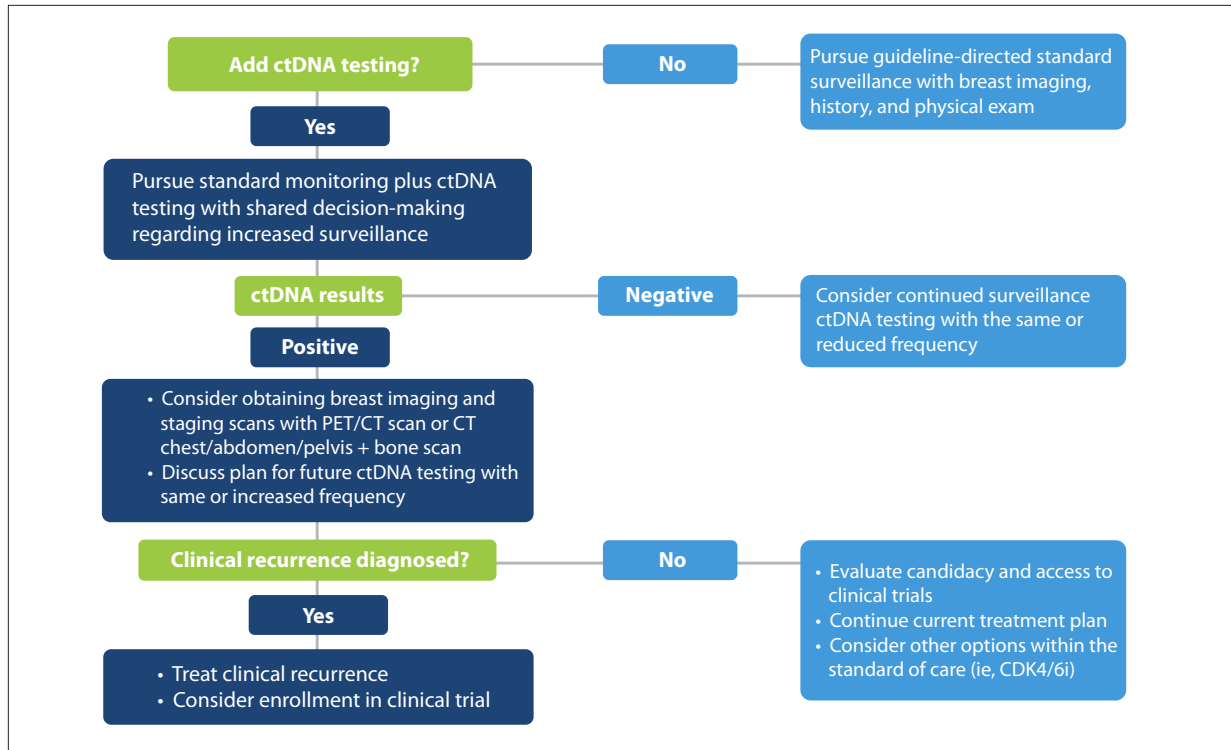 Add ctDNA testing?
No
Pursue guideline-directed standard
surveillance with breast imaging,
history, and physical exam
Yes
Pursue standard monitoring plus ctDNA
testing with shared decision-making
regarding increased surveillance
ctDNA results
Negative
Consider continued surveillance
ctDNA testing with the same or
reduced frequency
Positive
• Consider obtaining breast imaging and
staging scans with PET/CT scan or CT
chest/abdomen/pelvis + bone scan
• Discuss plan for future ctDNA testing with
same or increased frequency
Clinical recurrence diagnosed?
No
• Evaluate candidacy and access to
clinical trials
• Continue current treatment plan
• Consider other options within the
standard of care (ie, CDK4/6i)
Yes
• Treat clinical recurrence
• Consider enrollment in clinical trial